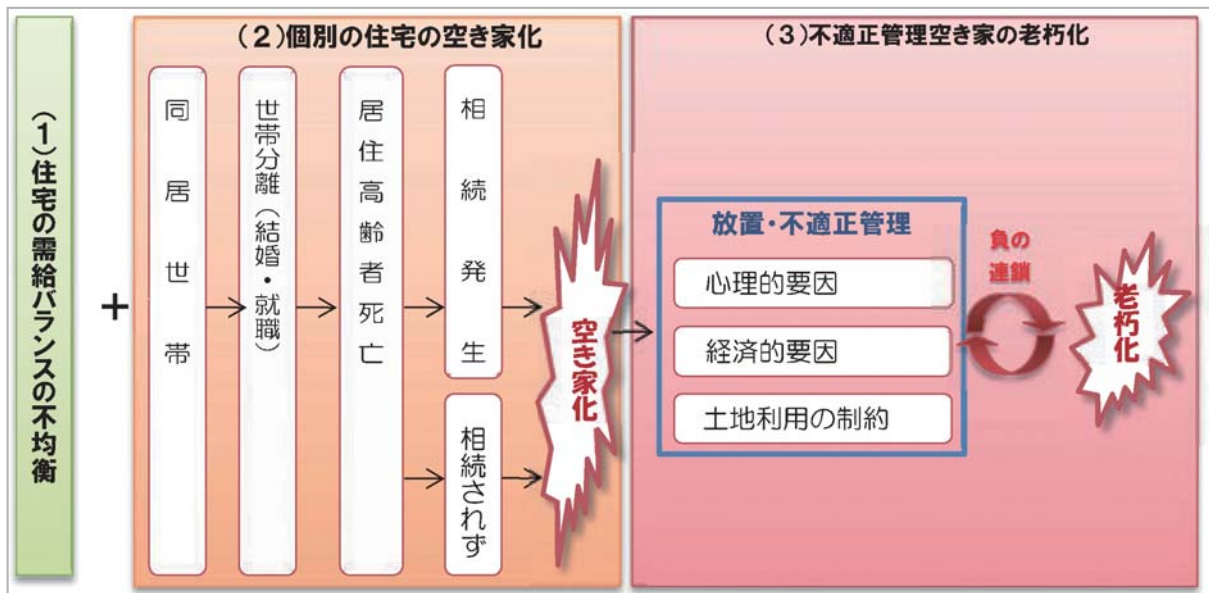 (1)住宅の需給バランスの不均衡
+
(2)個別の住宅の空き家化
同居世帯
世帯分離(結婚・就職)
居住高齢者死亡
相続発生
相続されず
空き家化
(3)不適正管理空き家の老朽化
放置・不適正管理
心理的要因
経済的要因
土地利用の制約
負の
連鎖
老朽化